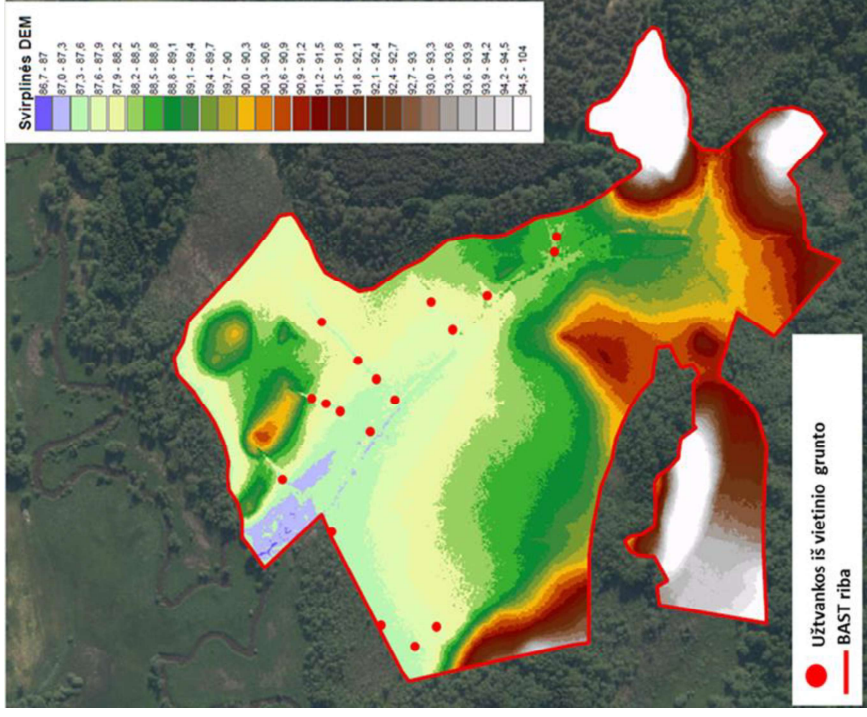 Svirplinės DEM
86,7 - 87
87,0 - 87,3
87,3 - 87,6
87,6 - 87,9
87,9 - 88,2
88,2 - 88,5
88,5 - 88,8
88,8 - 89,1
89,1 - 89,4
89,4 - 89,7
89,7 - 90
90,0 - 90,3
90,3 - 90,6
90,6 - 90,9
90,9 - 91,2
91,2 - 91,5
91,5 - 91,8
91,8 - 92,1
92,1 - 92,4
92,4 - 92,7
92,7 - 93
93,0 - 93,3
93,3 - 93,6
93,6 - 93,9
93,9 - 94,2
94,2 - 94,5
94,5 - 104
Užtvankos iš vietinio grunto
BAST riba